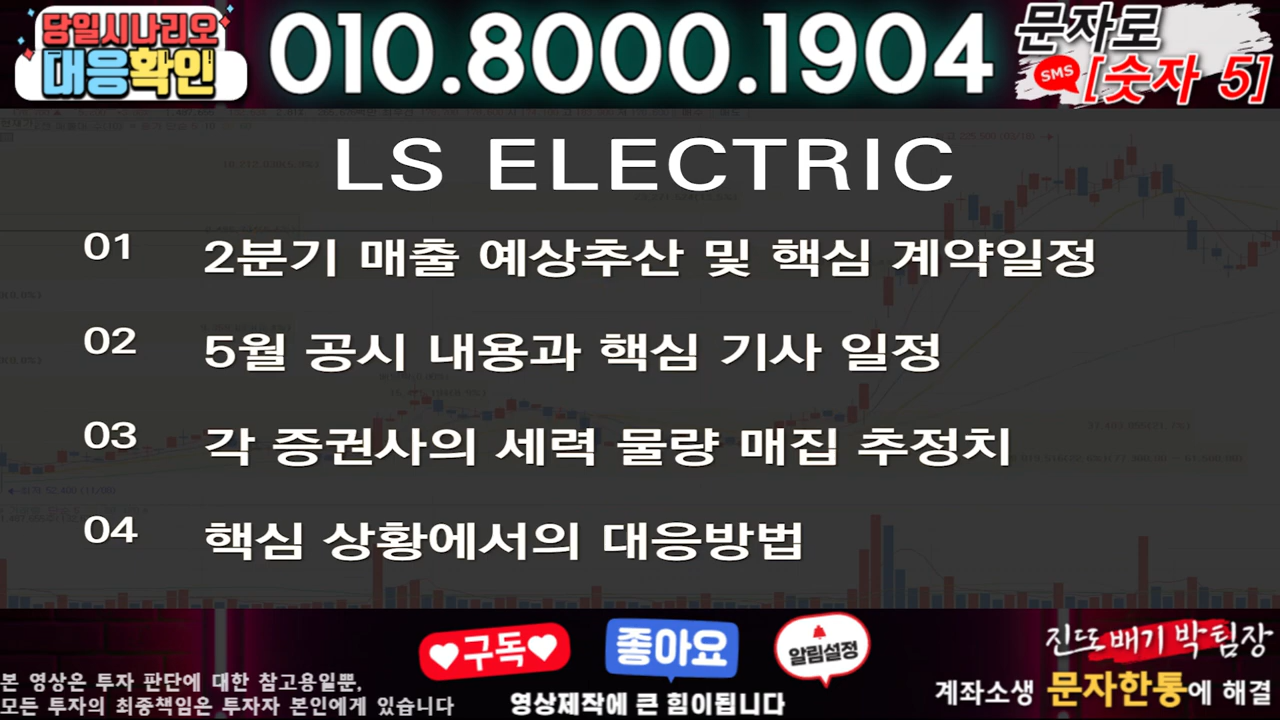 당일시나리오
대응확인
010.8000.1904
문자로
SMS [숫자 5]
LS ELECTRIC
01 2분기 매출 예상추산 및 핵심 계약일정
02 5월 공시 내용과 핵심 기사 일정
03 각 증권사의 세력 물량 매집 추정치
04 핵심 상황에서의 대응방법
구독 좋아요 알림설정
영상제작에 큰 힘이됩니다
본 영상은 투자 판단에 대한 참고용일뿐,
모든 투자의 최종책임은 투자자 본인에게 있습니다
진또배기 박팀장
계좌소생 문자한통에 해결